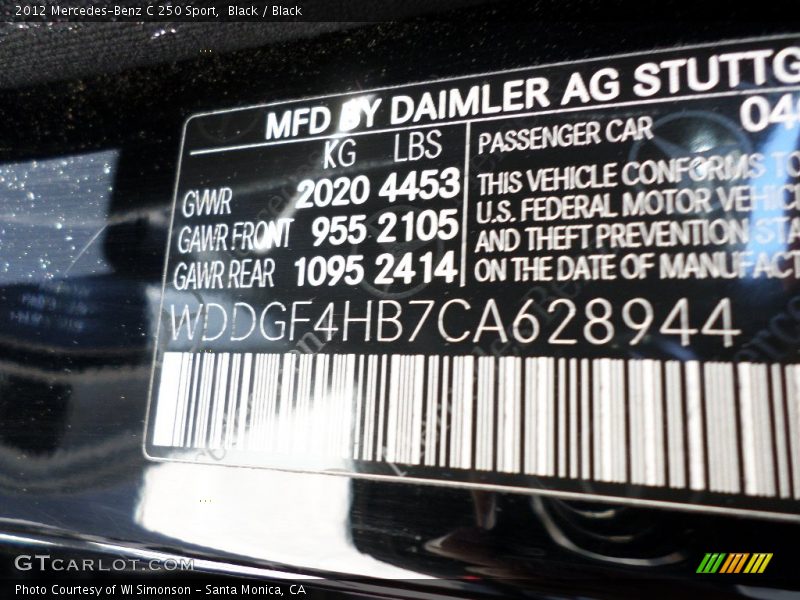 2012 Mercedes-Benz C 250 Sport,  Black / Black
MFD BY DAIMLER AG STUTTG
KG LBS
GVWR 2020 4453
GAWR FRONT 955 2105
GAWR REAR 1095 2414
PASSENGER CAR 04
THIS VEHICLE CONFORMS TO
U.S. FEDERAL MOTOR VEHIC
AND THEFT PREVENTION STA
ON THE DATE OF MANUFACT
WDDGF4HB7CA628944
GTCARLOT.COM
Photo Courtesy of WI Simonson - Santa Monica, CA